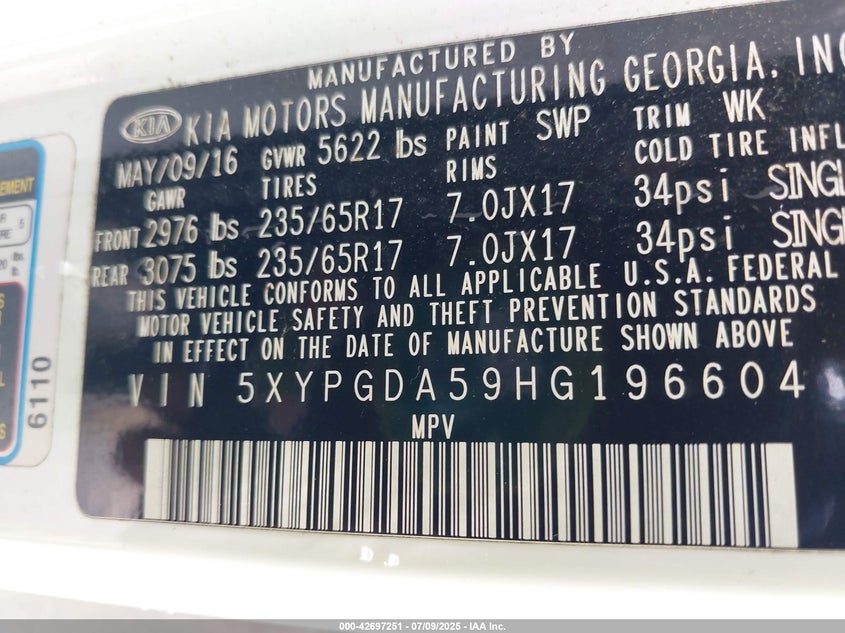 MANUFACTURED BY
KIA KIA MOTORS MANUFACTURING GEORGIA, INC
MAY/09/16 GVWR 5622 lbs PAINT SWP TRIM WK
GAWR TIRES RIMS COLD TIRE INFL
FRONT 2976 lbs 235/65R17 7.0JX17 34psi SINGL
REAR 3075 lbs 235/65R17 7.0JX17 34psi SINGL
THIS VEHICLE CONFORMS TO ALL APPLICABLE U.S.A. FEDERAL
MOTOR VEHICLE SAFETY AND THEFT PREVENTION STANDARDS
IN EFFECT ON THE DATE OF MANUFACTURE SHOWN ABOVE
VIN 5XYPGDA59HG196604
MPV
6110
000-42697251 - 07/09/2025 - IAA Inc.